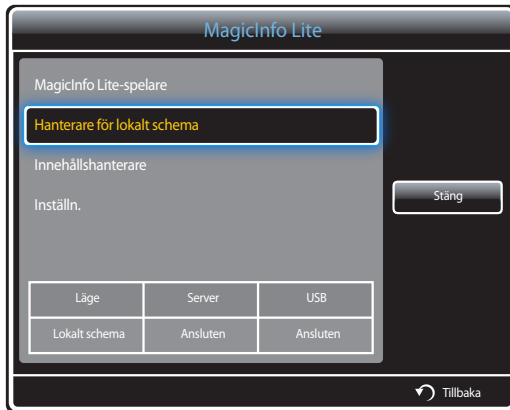 MagicInfo Lite
MagicInfo Lite-spelare
Hanterare för lokalt schema
Innehållshanterare
Inställn.
Stäng
Läge Server USB
Lokalt schema Ansluten Ansluten
Tillbaka